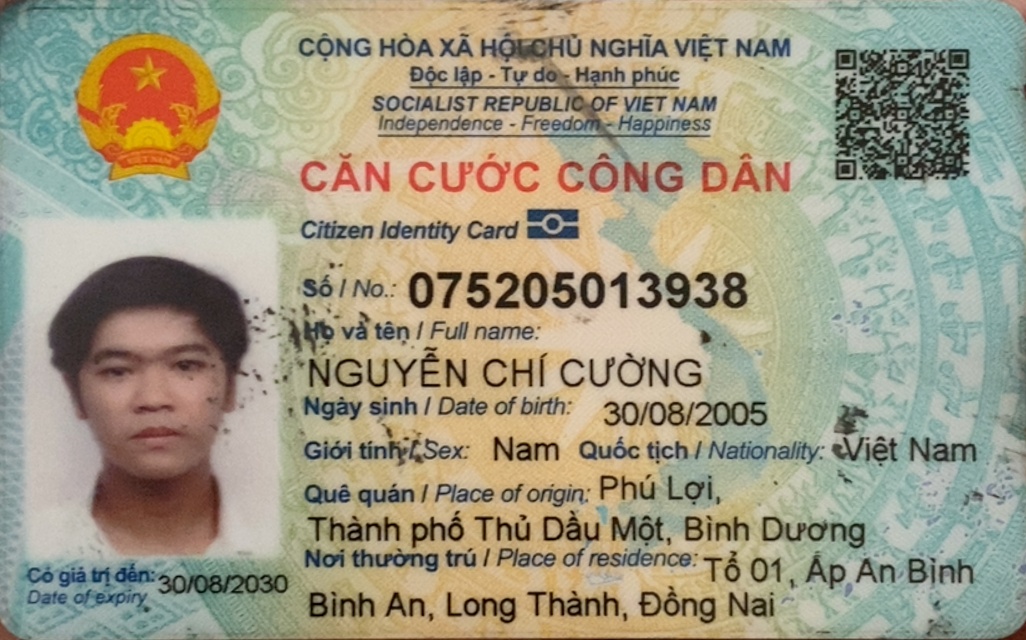 CỘNG HÒA XÃ HỘI CHỦ NGHĨA VIỆT NAM
Độc lập - Tự do - Hạnh phúc
SOCIALIST REPUBLIC OF VIET NAM
Independence - Freedom - Happiness
CĂN CƯỚC CÔNG DÂN
Citizen Identity Card
Số / No.: 075205013938
Họ và tên / Full name:
NGUYỄN CHÍ CƯỜNG
Ngày sinh / Date of birth: 30/08/2005
Giới tính / Sex: Nam Quốc tịch / Nationality: Việt Nam
Quê quán / Place of origin: Phú Lợi,
Thành phố Thủ Dầu Một, Bình Dương
Nơi thường trú / Place of residence: Tổ 01, Ấp An Bình
Bình An, Long Thành, Đồng Nai
Có giá trị đến: 30/08/2030
Date of expiry
VIỆT NAM